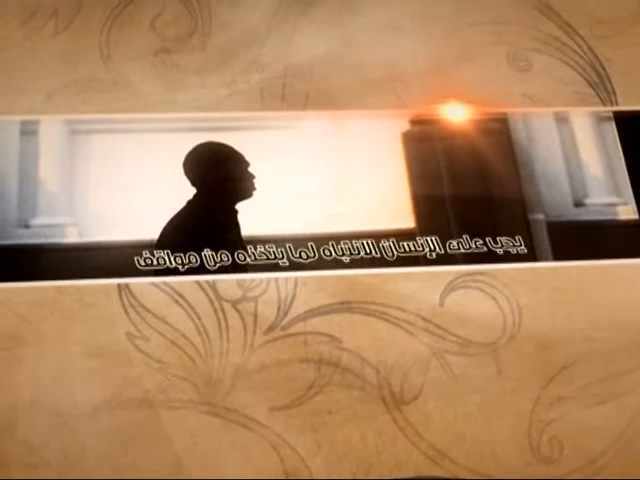 يجب على الإنسان الانتباه لما يتخذه من مواقف